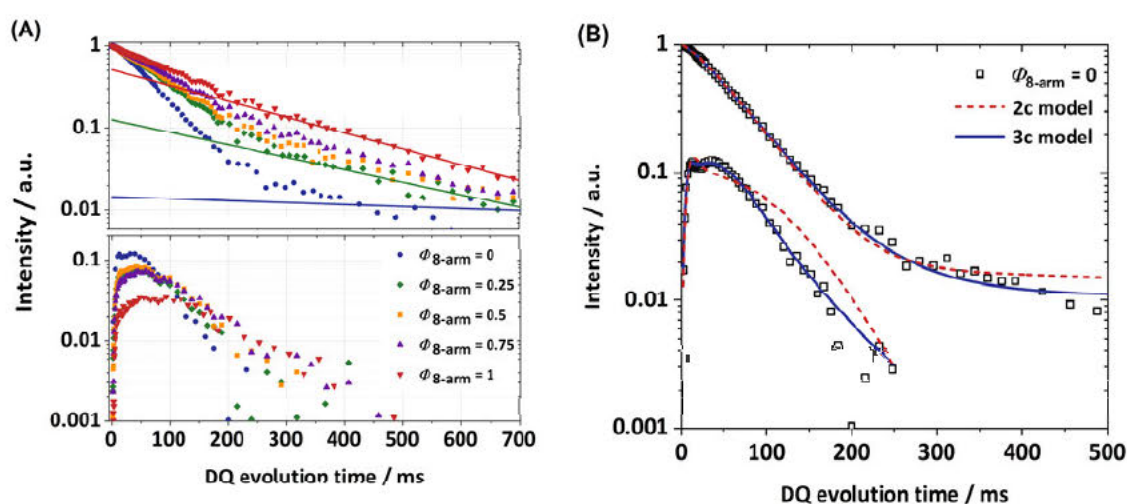 (A)
1
0.1
0.01
0.1
0.01
0.001
Intensity / a.u.
Φ8-arm = 0
Φ8-arm = 0.25
Φ8-arm = 0.5
Φ8-arm = 0.75
Φ8-arm = 1
0 100 200 300 400 500 600 700
DQ evolution time / ms
(B)
1
0.1
0.01
0.001
Intensity / a.u.
Φ8-arm = 0
2c model
3c model
0 100 200 300 400 500
DQ evolution time / ms